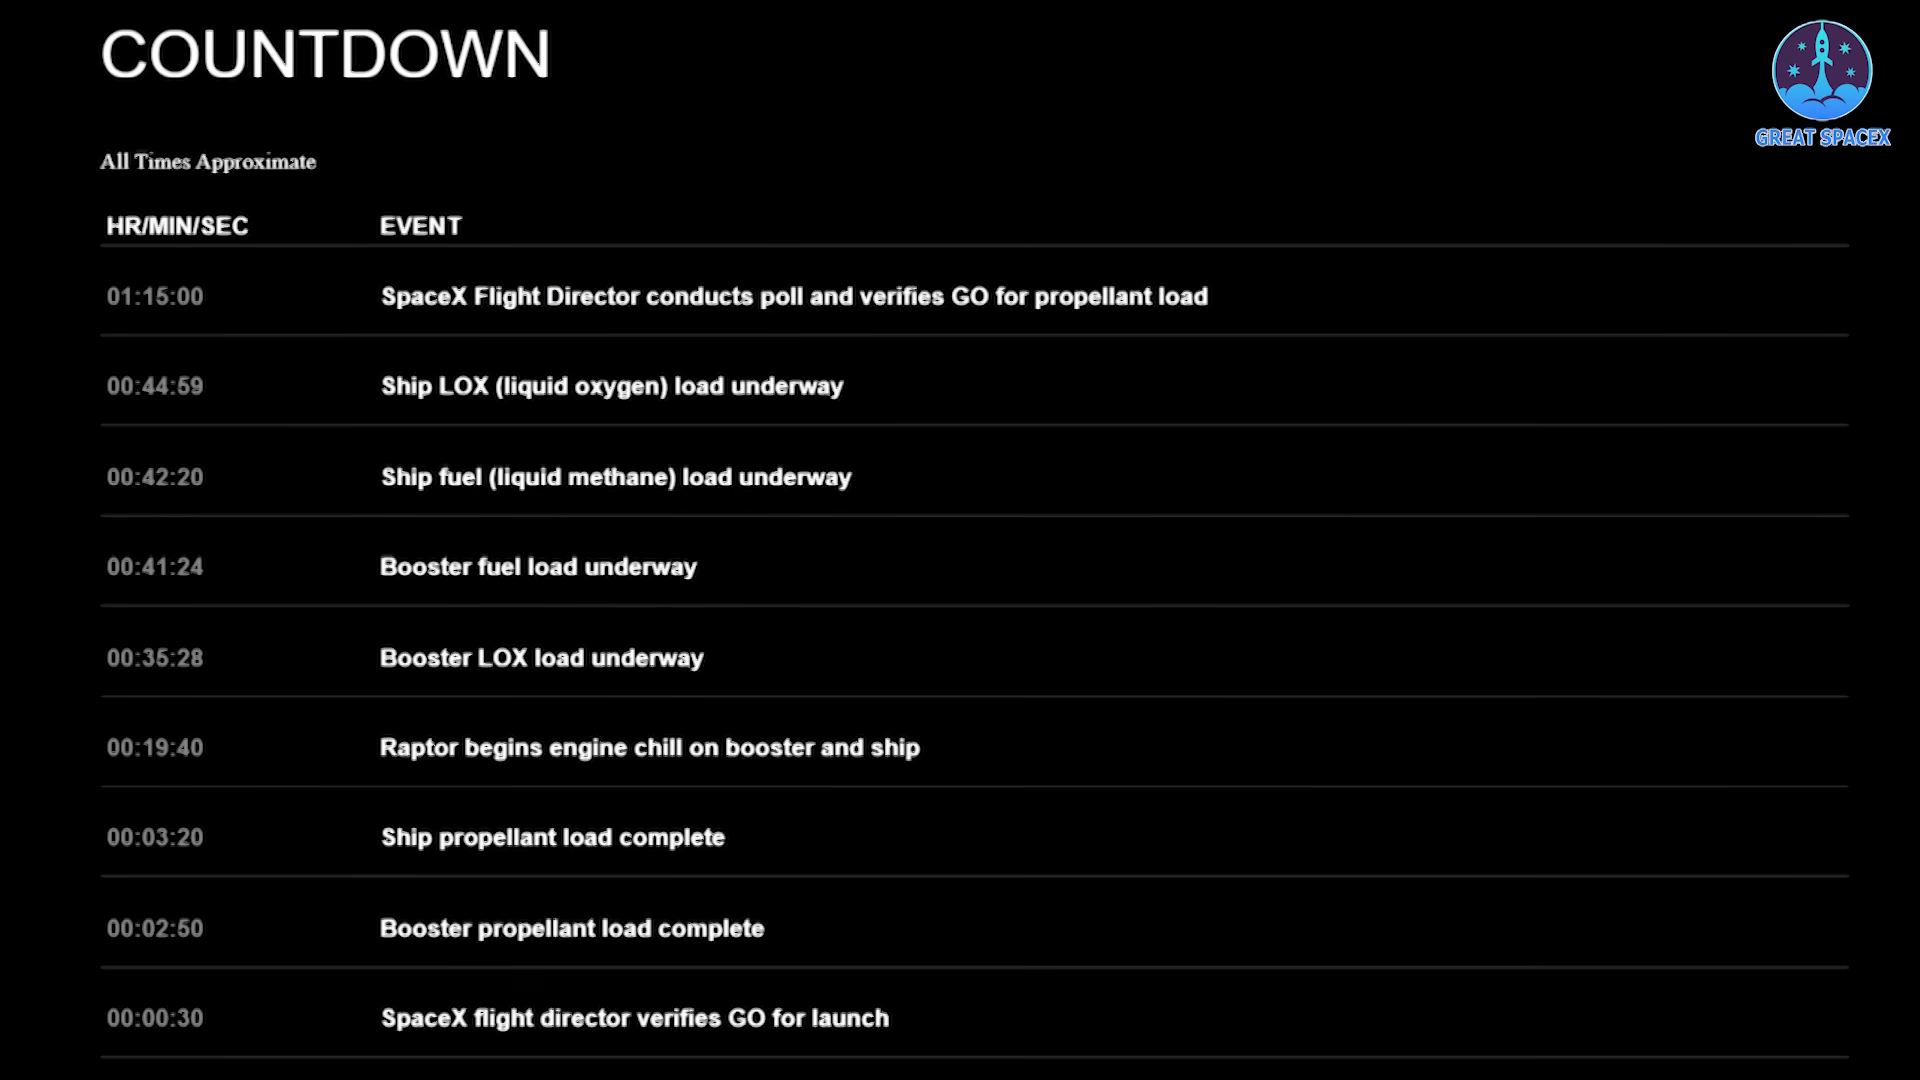 COUNTDOWN
GREAT SPACEX
All Times Approximate
HR/MIN/SEC EVENT
01:15:00 SpaceX Flight Director conducts poll and verifies GO for propellant load
00:44:59 Ship LOX (liquid oxygen) load underway
00:42:20 Ship fuel (liquid methane) load underway
00:41:24 Booster fuel load underway
00:35:28 Booster LOX load underway
00:19:40 Raptor begins engine chill on booster and ship
00:03:20 Ship propellant load complete
00:02:50 Booster propellant load complete
00:00:30 SpaceX flight director verifies GO for launch